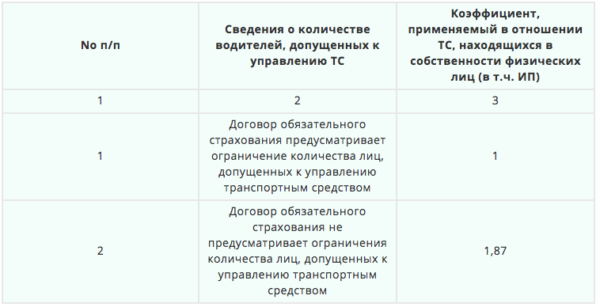 No п/п
Сведения о количестве
водителей, допущенных к
управлению ТС
Коэффициент,
применяемый в отношении
ТС, находящихся в
собственности физических
лиц (в т.ч. ИП)
1
2
3
1
Договор обязательного
страхования предусматривает
ограничение количества лиц,
допущенных к управлению
транспортным средством
1
2
Договор обязательного
страхования не
предусматривает ограничения
количества лиц, допущенных к
управлению транспортным
средством
1,87